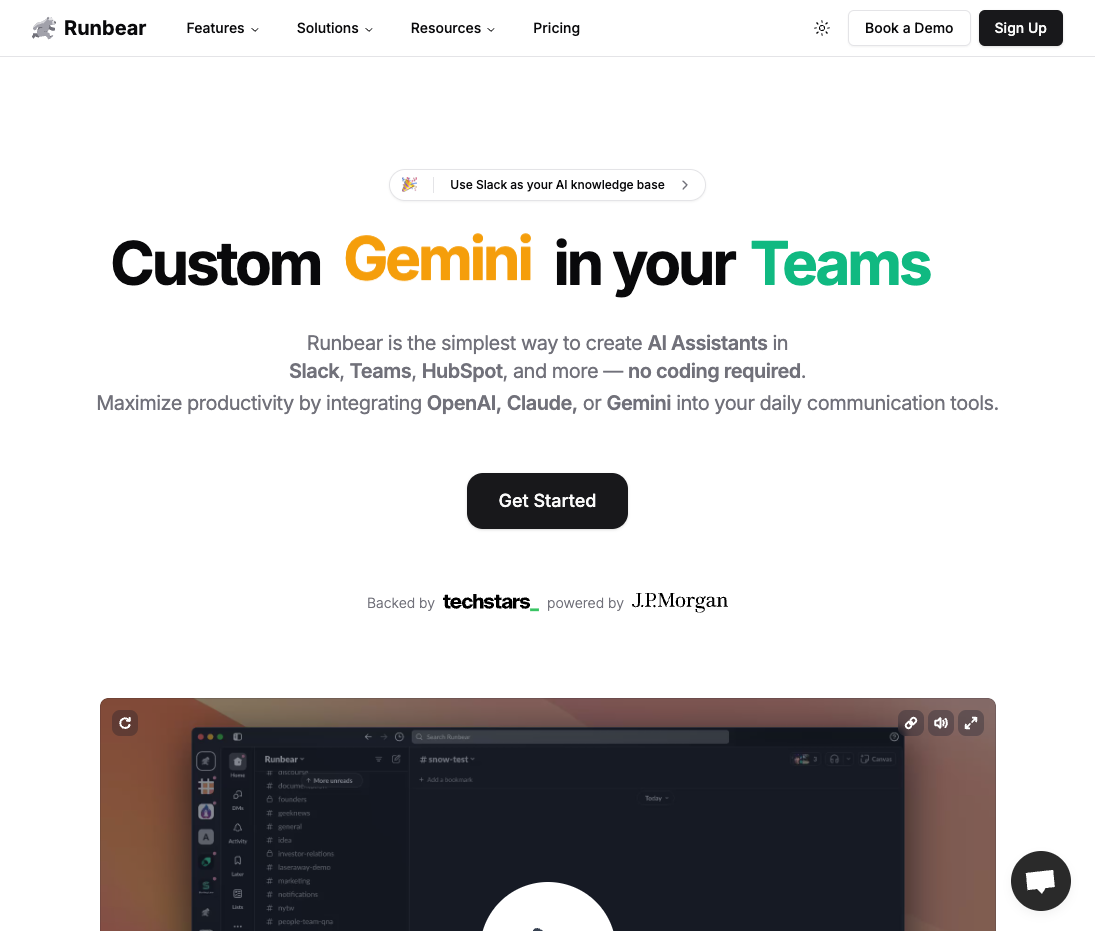 Runbear
Features
Solutions
Resources
Pricing
Book a Demo
Sign Up
Use Slack as your AI knowledge base
Custom Gemini in your Teams
Runbear is the simplest way to create AI Assistants in
Slack, Teams, HubSpot, and more — no coding required.
Maximize productivity by integrating OpenAI, Claude, or Gemini into your daily communication tools.
Get Started
Backed by techstars_ powered by J.P.Morgan
Search Runbear
Runbear
# snow-test
3
Canvas
Home
# discourse
More unreads
Add a bookmark
Today
founders
DMs
# geeknews
# general
Activity
# idea
A
investor-relations
Later
# laseraway-demo
# marketing
# notifications
Lists
# nytw
# people-team-qna